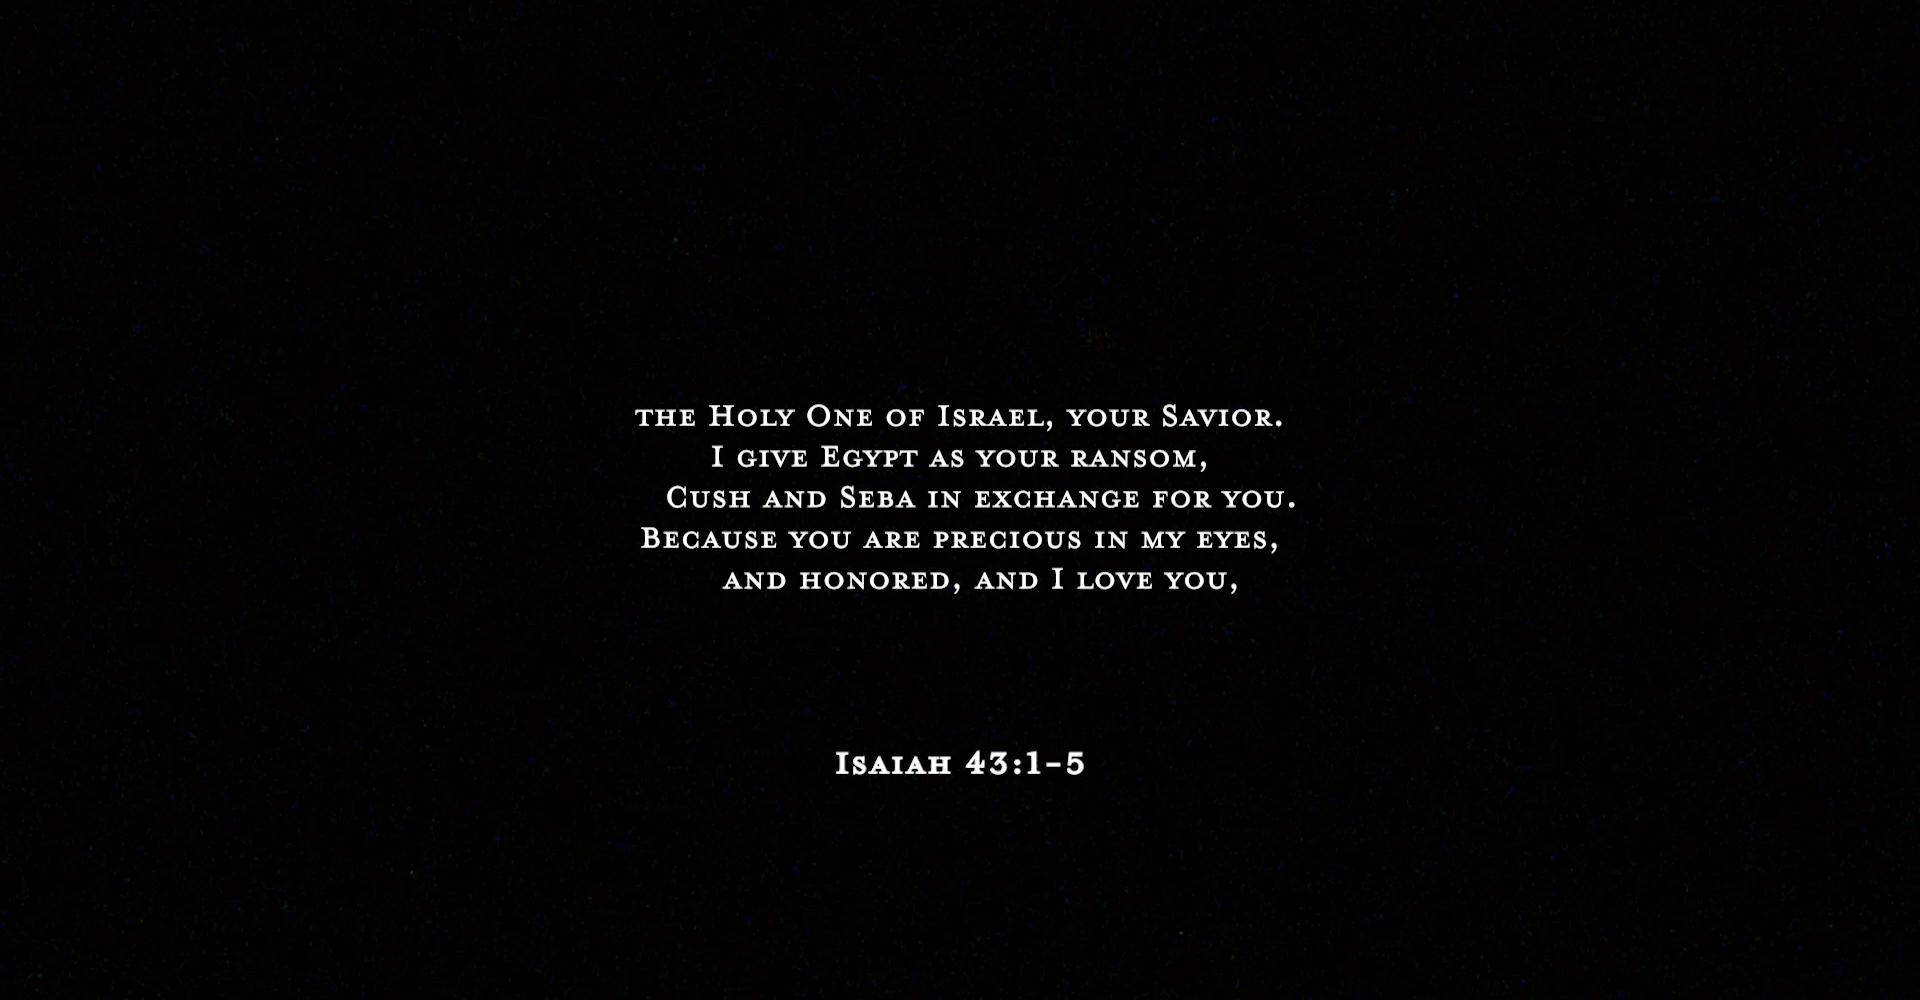 the Holy One of Israel, your Savior.
I give Egypt as your ransom,
Cush and Seba in exchange for you.
Because you are precious in my eyes,
and honored, and I love you,
Isaiah 43:1-5